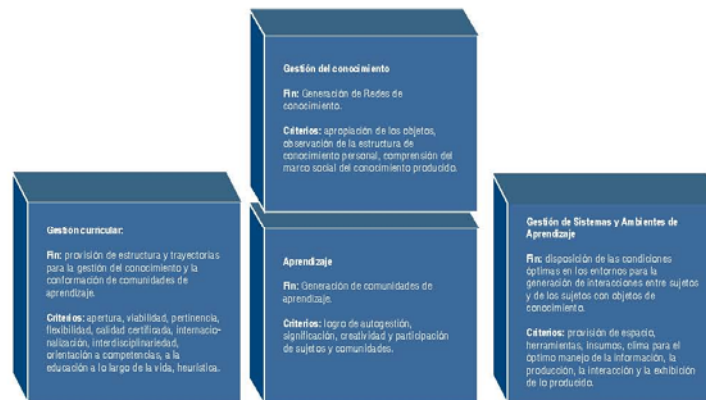 Gestión del conocimiento
Fin: Generación de Redes de
conocimiento.
Criterios: apropiación de los objetos,
observación de la estructura de
conocimiento personal, comprensión del
marco social del conocimiento producido.
Gestión curricular:
Fin: provisión de estructura y trayectorias
para la gestión del conocimiento y la
conformación de comunidades de
aprendizaje.
Criterios: apertura, viabilidad, pertinencia,
flexibilidad, calidad certificada, internacio-
nalización, interdisciplinariedad,
orientación a competencias, a la
educación a lo largo de la vida, heurística.
Aprendizaje
Fin: Generación de comunidades de
aprendizaje.
Criterios: logro de autogestión,
significación, creatividad y participación
de sujetos y comunidades.
Gestión de Sistemas y Ambientes de
Aprendizaje
Fin: disposición de las condiciones
óptimas en los entornos para la
generación de interacciones entre sujetos
y de los sujetos con objetos de
conocimiento.
Criterios: provisión de espacio,
herramientas, insumos, clima para el
óptimo manejo de la información, la
producción, la interacción y la exhibición
de lo producido.